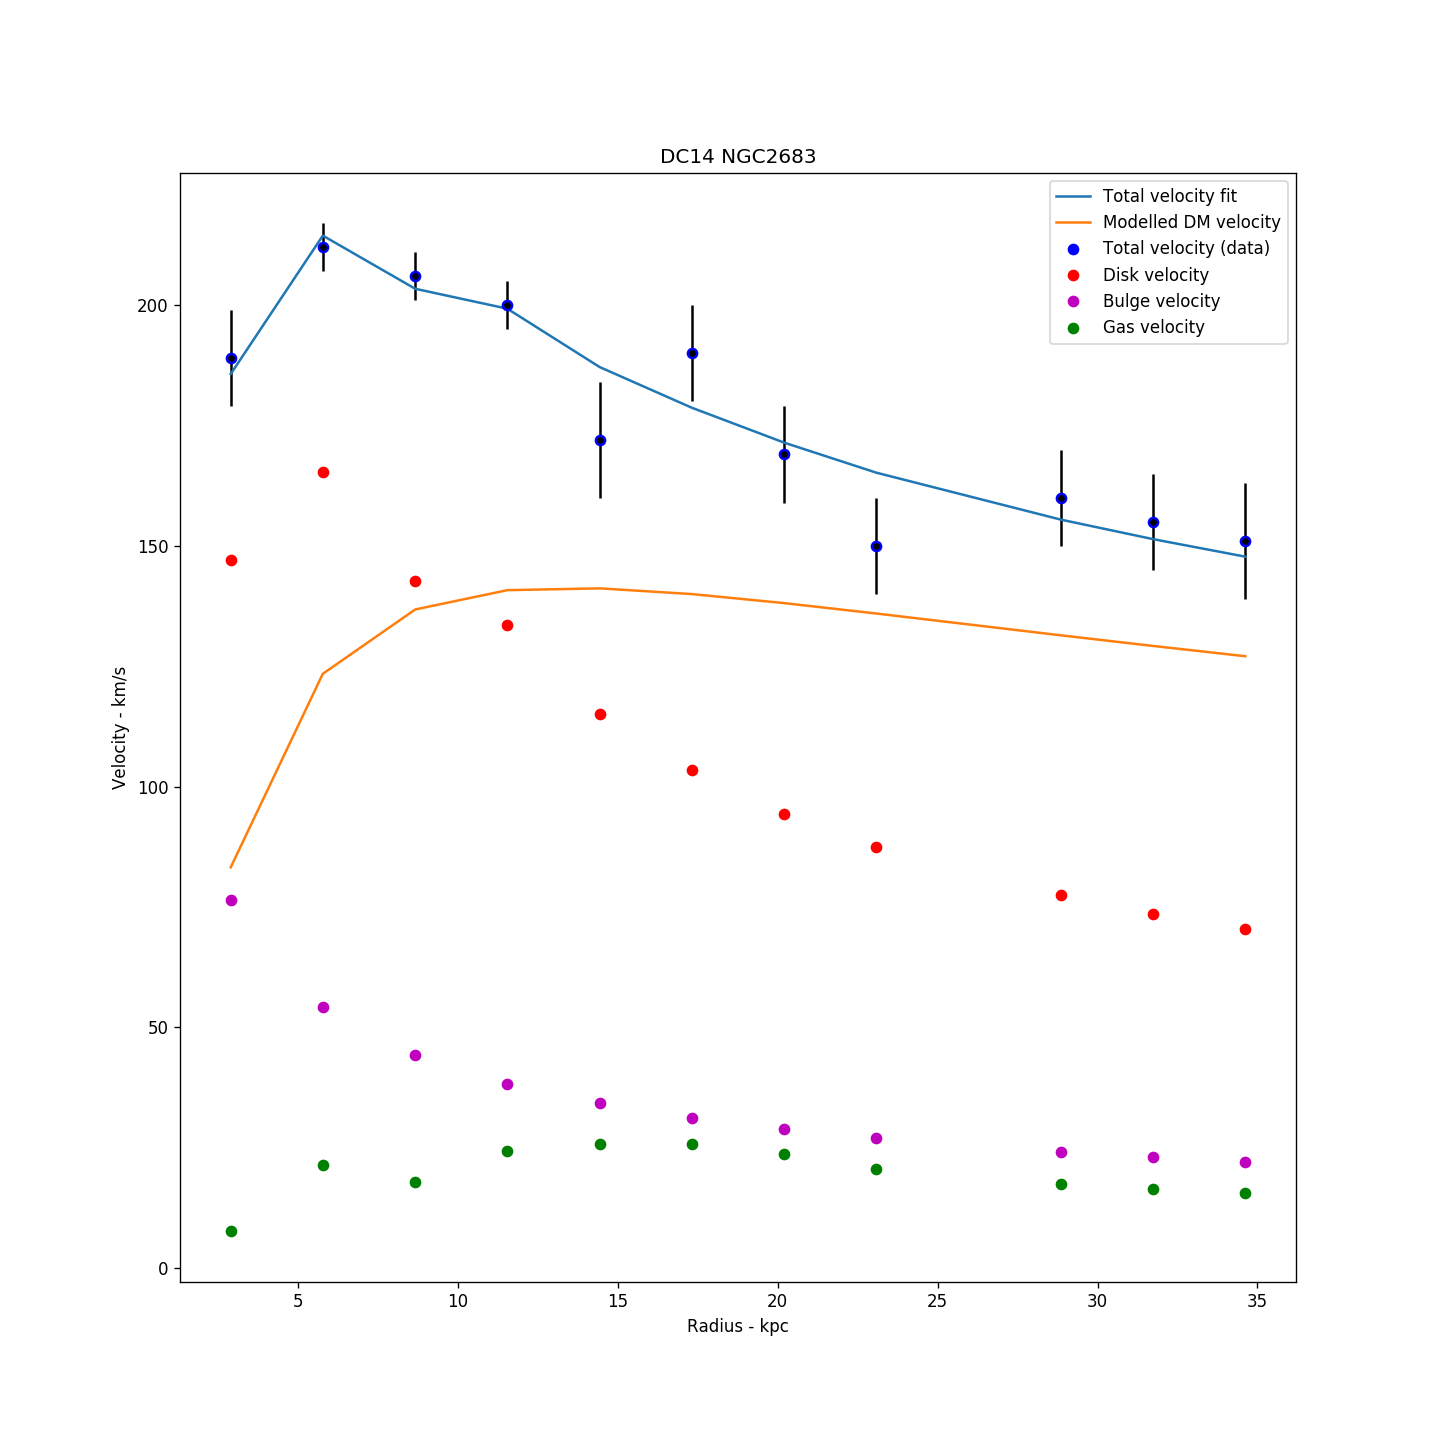 DC14 NGC2683
Total velocity fit
Modelled DM velocity
Total velocity (data)
Disk velocity
Bulge velocity
Gas velocity
200
150
100
50
0
Velocity - km/s
5 10 15 20 25 30 35
Radius - kpc